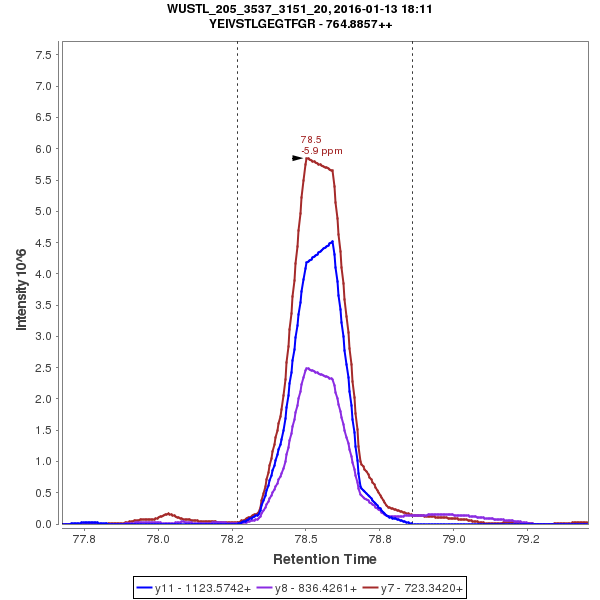 WUSTL_205_3537_3151_20, 2016-01-13 18:11
YEIVSTLGEGTFGR - 764.8857++
7.5
7.0
6.5
6.0
5.5
5.0
4.5
4.0
3.5
3.0
2.5
2.0
1.5
1.0
0.5
0.0
Intensity 10^6
78.5
-5.9 ppm
77.8 78.0 78.2 78.5 78.8 79.0 79.2
Retention Time
y11 - 1123.5742+ y8 - 836.4261+ y7 - 723.3420+